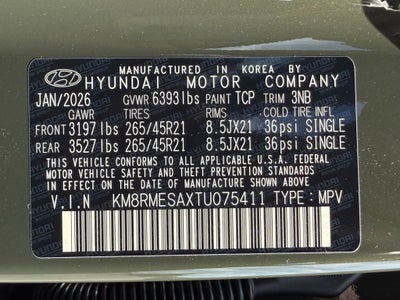 MANUFACTURED IN KOREA BY
HYUNDAI MOTOR COMPANY
JAN/2026 GVWR 6393lbs PAINT TCP TRIM 3NB
GAWR TIRES RIMS COLD TIRE INFL.
FRONT 3197lbs 265/45R21 8.5JX21 36psi SINGLE
REAR 3527lbs 265/45R21 8.5JX21 36psi SINGLE
THIS VEHICLE CONFORMS TO ALL APPLICABLE U.S.A. FEDERAL
MOTOR VEHICLE SAFETY, BUMPER, AND THEFT PREVENTION
STANDARDS IN EFFECT ON THE DATE OF MANUFACTURE SHOWN ABOVE.
V.I.N KM8RMESAXTU075411 TYPE : MPV